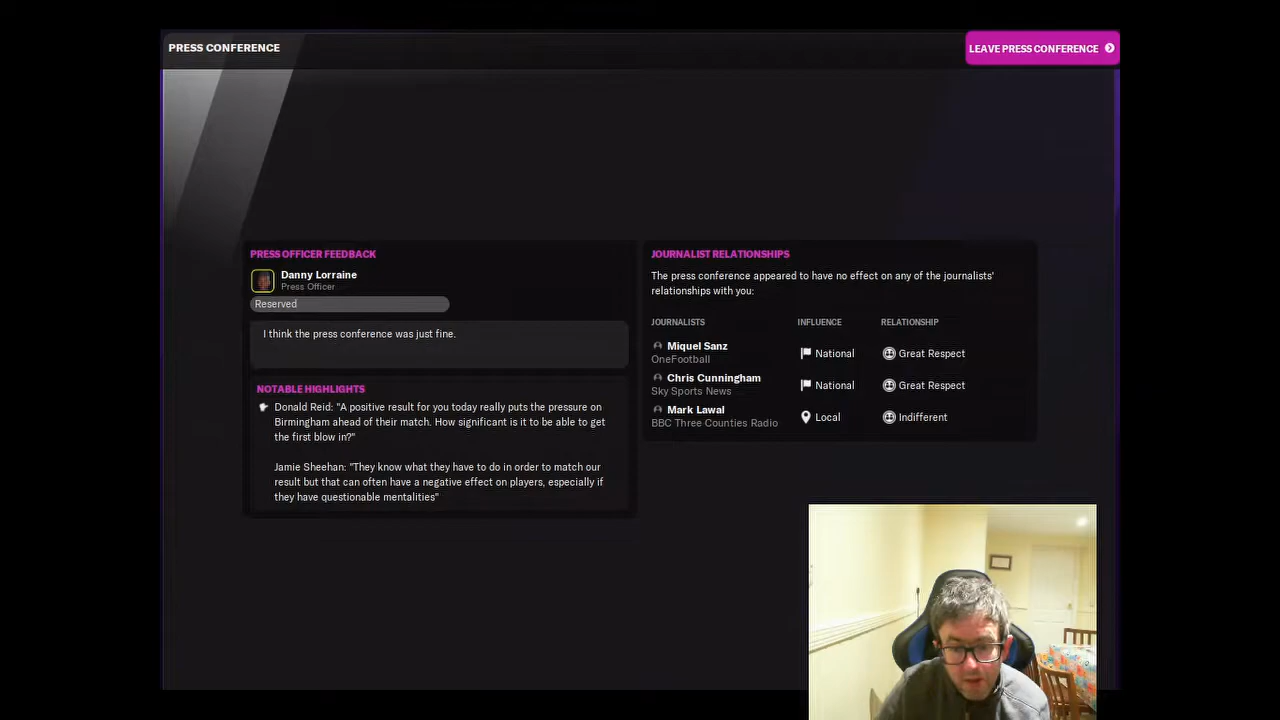 PRESS CONFERENCE
LEAVE PRESS CONFERENCE
PRESS OFFICER FEEDBACK
Danny Lorraine
Press Officer
Reserved
I think the press conference was just fine.
NOTABLE HIGHLIGHTS
Donald Reid: "A positive result for you today really puts the pressure on
Birmingham ahead of their match. How significant is it to be able to get
the first blow in?"
Jamie Sheehan: "They know what they have to do in order to match our
result but that can often have a negative effect on players, especially if
they have questionable mentalities"
JOURNALIST RELATIONSHIPS
The press conference appeared to have no effect on any of the journalists'
relationships with you:
JOURNALISTS INFLUENCE RELATIONSHIP
Miquel Sanz National Great Respect
OneFootball
Chris Cunningham National Great Respect
Sky Sports News
Mark Lawal Local Indifferent
BBC Three Counties Radio